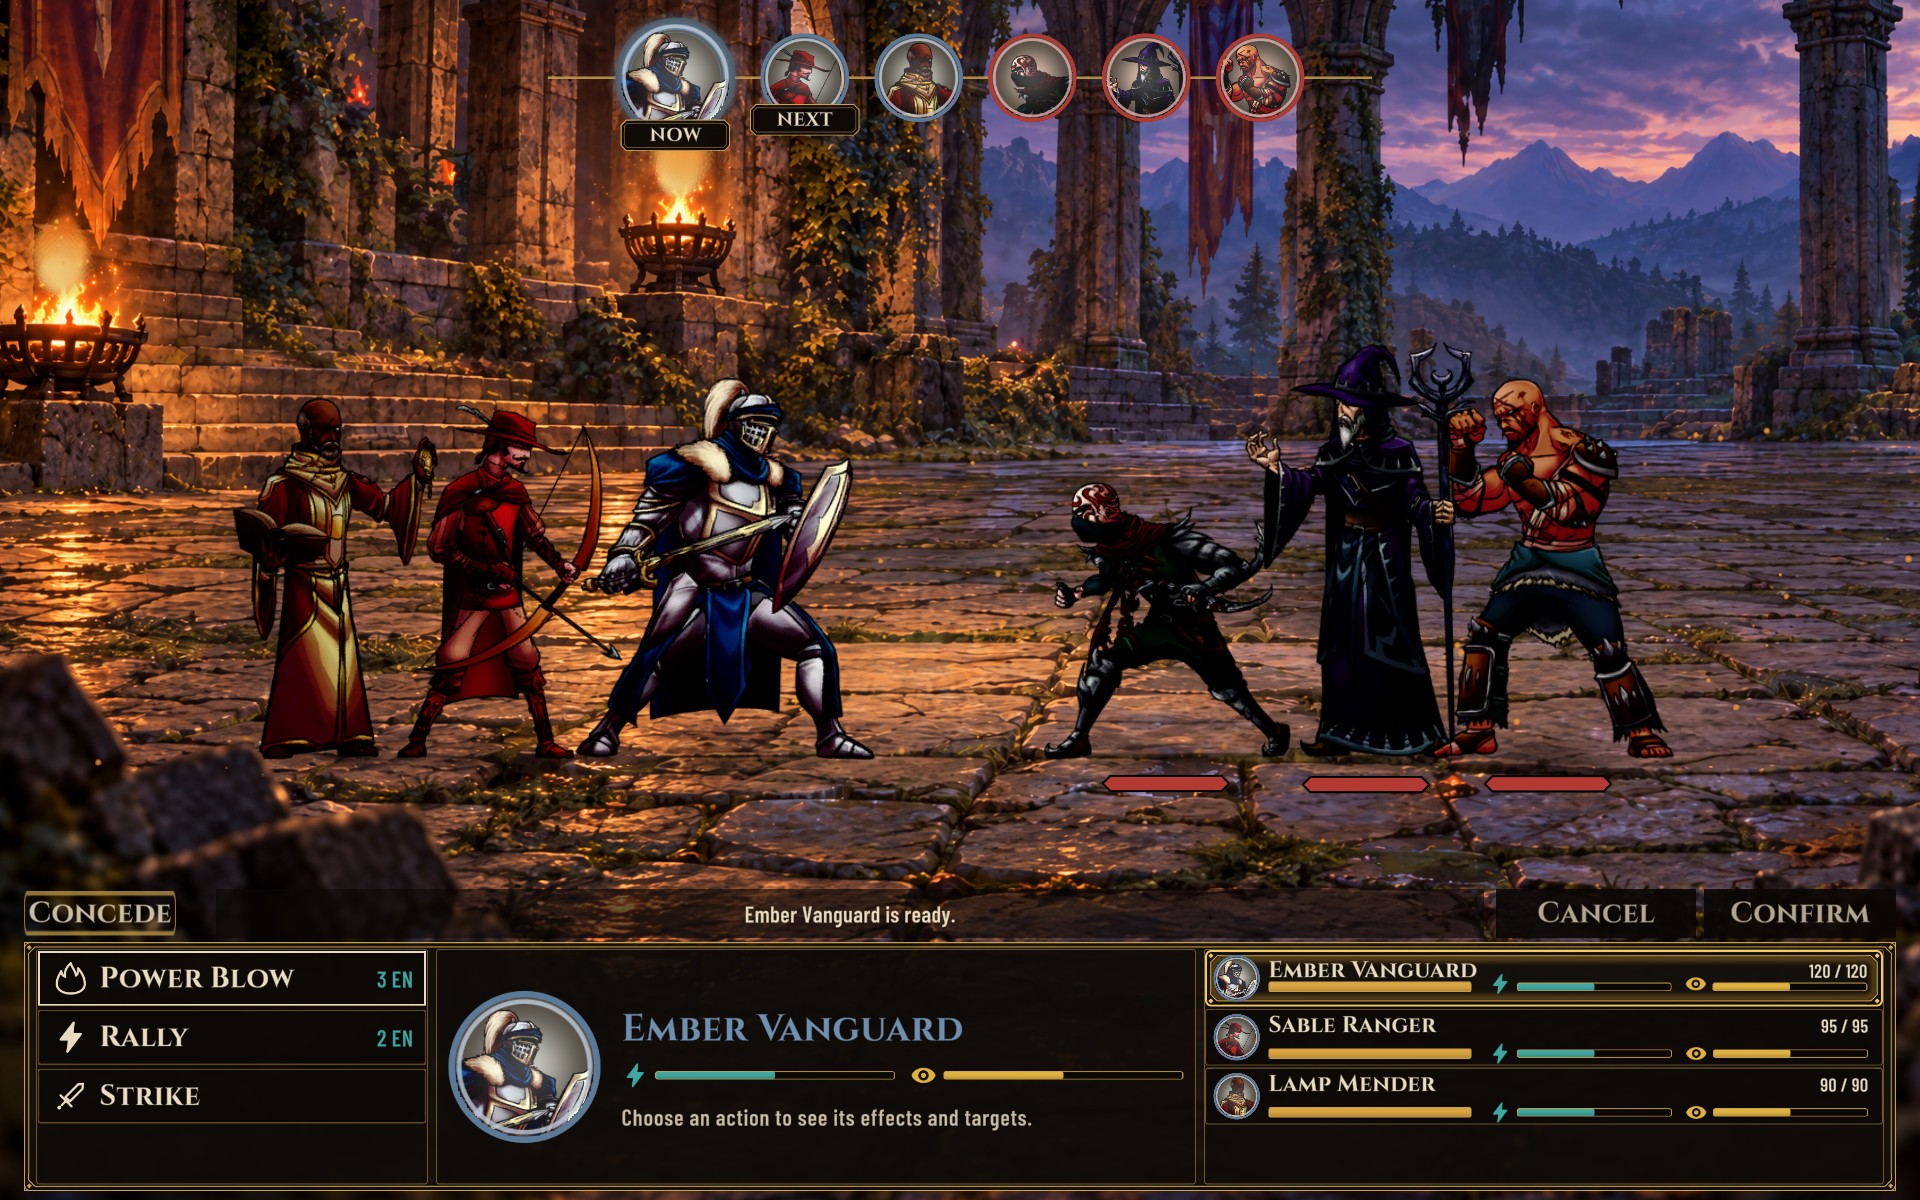 NOW
NEXT
CONCEDE
Ember Vanguard is ready.
CANCEL
CONFIRM
POWER BLOW 3 EN
RALLY 2 EN
STRIKE
EMBER VANGUARD
Choose an action to see its effects and targets.
EMBER VANGUARD 120 / 120
SABLE RANGER 95 / 95
LAMP MENDER 90 / 90